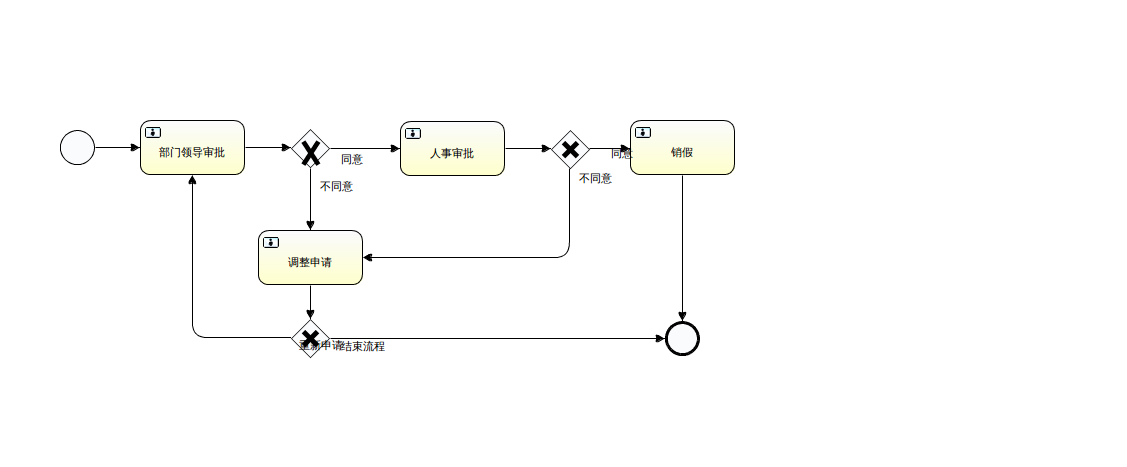 部门领导审批
同意
人事审批
同意
销假
不同意
不同意
调整申请
重新申请
结束流程